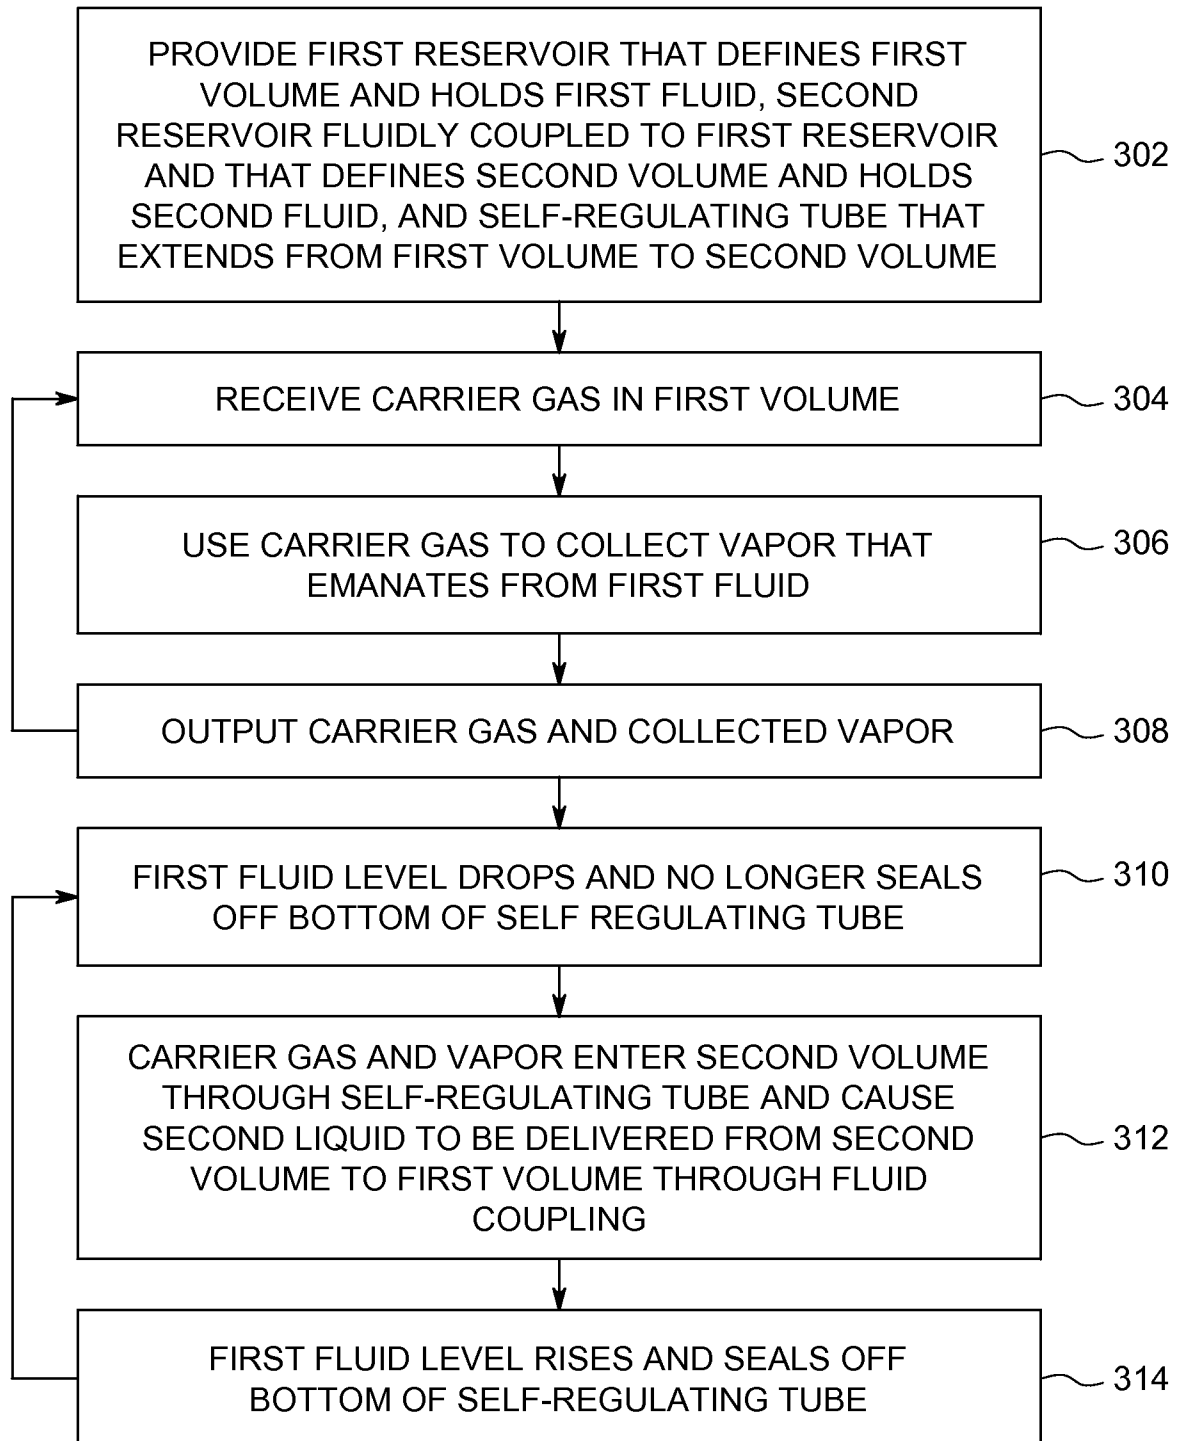 PROVIDE FIRST RESERVOIR THAT DEFINES FIRST
VOLUME AND HOLDS FIRST FLUID, SECOND
RESERVOIR FLUIDLY COUPLED TO FIRST RESERVOIR
AND THAT DEFINES SECOND VOLUME AND HOLDS
SECOND FLUID, AND SELF-REGULATING TUBE THAT
EXTENDS FROM FIRST VOLUME TO SECOND VOLUME
302
RECEIVE CARRIER GAS IN FIRST VOLUME
304
USE CARRIER GAS TO COLLECT VAPOR THAT
EMANATES FROM FIRST FLUID
306
OUTPUT CARRIER GAS AND COLLECTED VAPOR
308
FIRST FLUID LEVEL DROPS AND NO LONGER SEALS
OFF BOTTOM OF SELF REGULATING TUBE
310
CARRIER GAS AND VAPOR ENTER SECOND VOLUME
THROUGH SELF-REGULATING TUBE AND CAUSE
SECOND LIQUID TO BE DELIVERED FROM SECOND
VOLUME TO FIRST VOLUME THROUGH FLUID
COUPLING
312
FIRST FLUID LEVEL RISES AND SEALS OFF
BOTTOM OF SELF-REGULATING TUBE
314